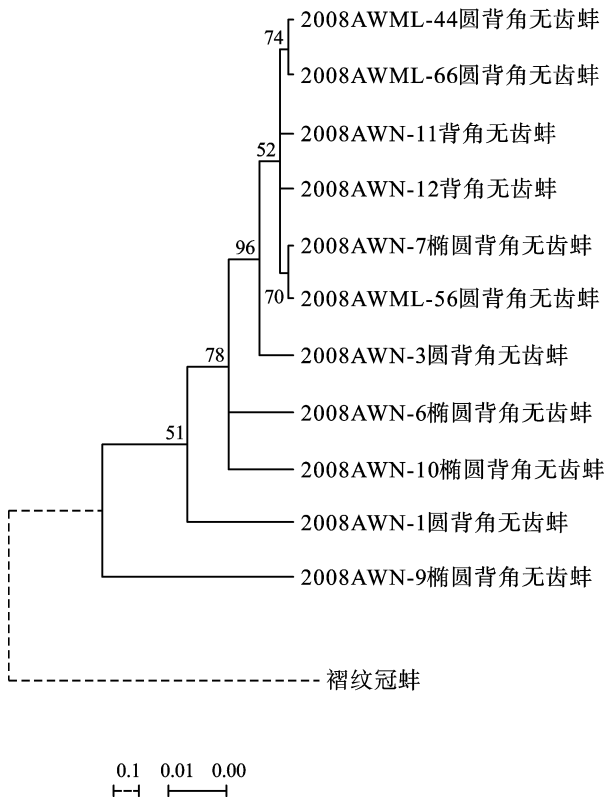 74
2008AWML-44圆背角无齿蚌
2008AWML-66圆背角无齿蚌
2008AWN-11背角无齿蚌
52
2008AWN-12背角无齿蚌
96
2008AWN-7椭圆背角无齿蚌
70
2008AWML-56圆背角无齿蚌
78
2008AWN-3圆背角无齿蚌
2008AWN-6椭圆背角无齿蚌
51
2008AWN-10椭圆背角无齿蚌
2008AWN-1圆背角无齿蚌
2008AWN-9椭圆背角无齿蚌
褶纹冠蚌
0.1 0.01 0.00